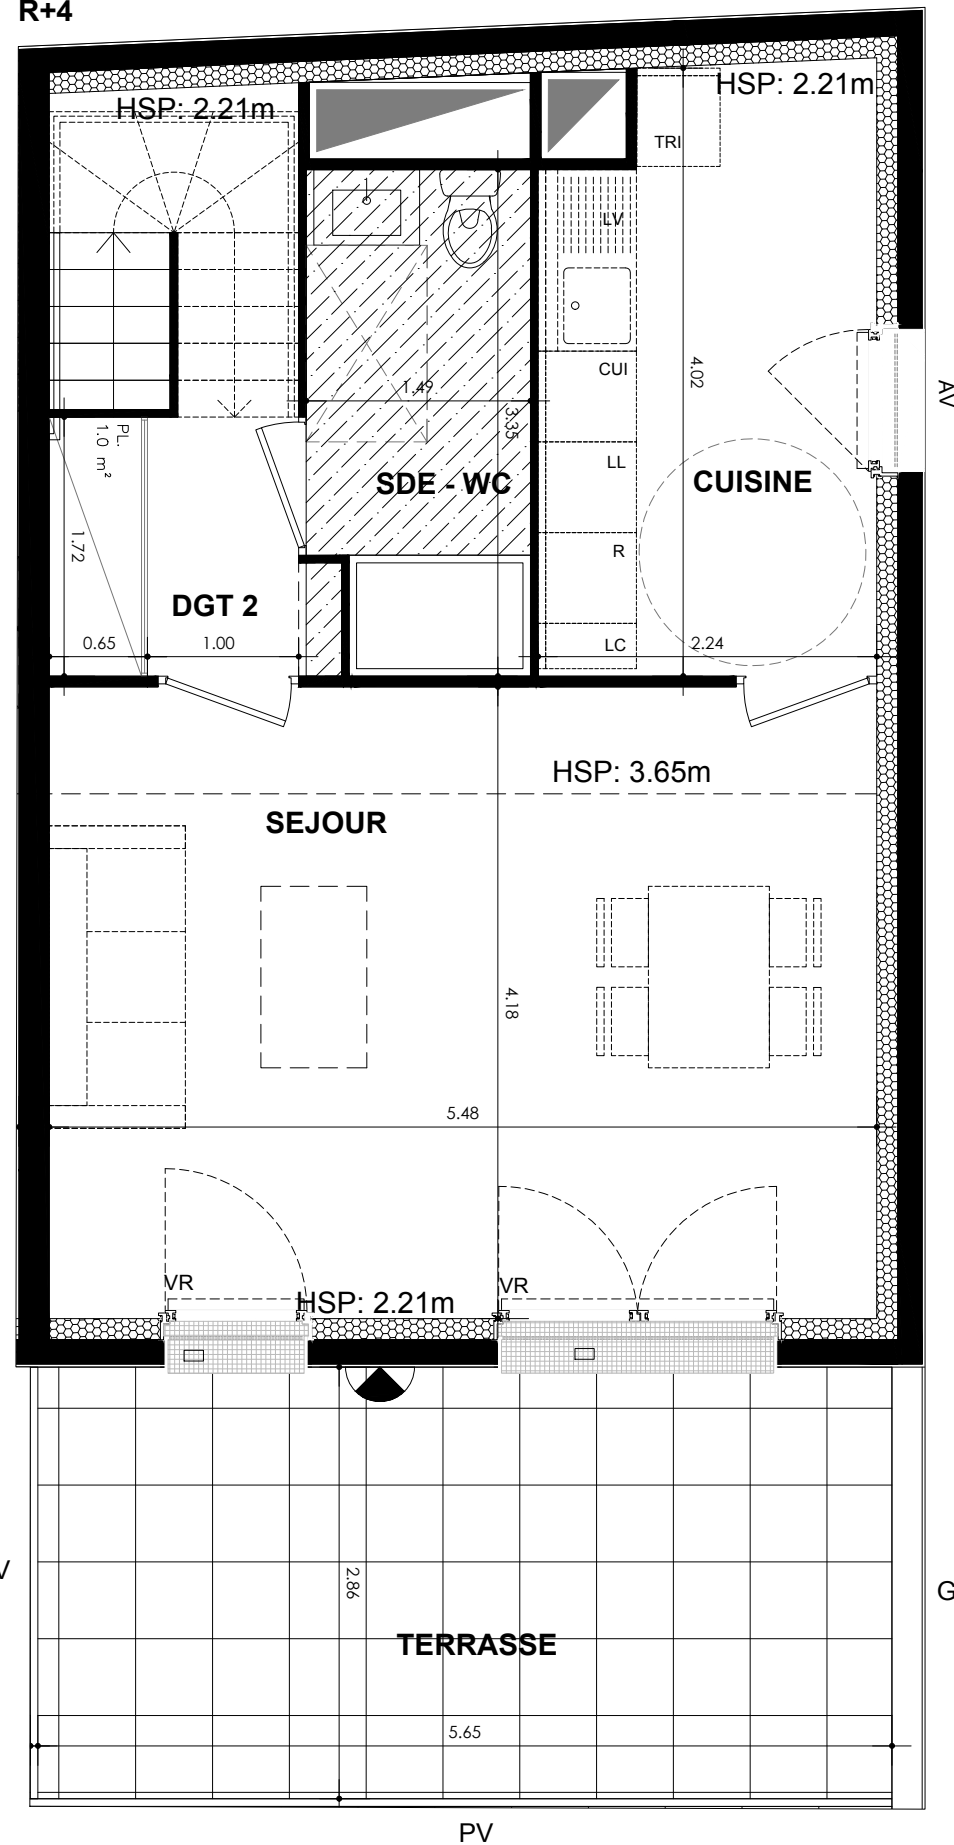 R+4
HSP: 2.21m
HSP: 2.21m
TRI
LV
CUI
4.02
AV
1.49
3.35
PL.
1.0 m²
LL
SDE - WC
CUISINE
1.72
R
DGT 2
0.65
1.00
LC
2.24
HSP: 3.65m
SEJOUR
4.18
5.48
VR
VR
HSP: 2.21m
2.86
G
TERRASSE
5.65
PV